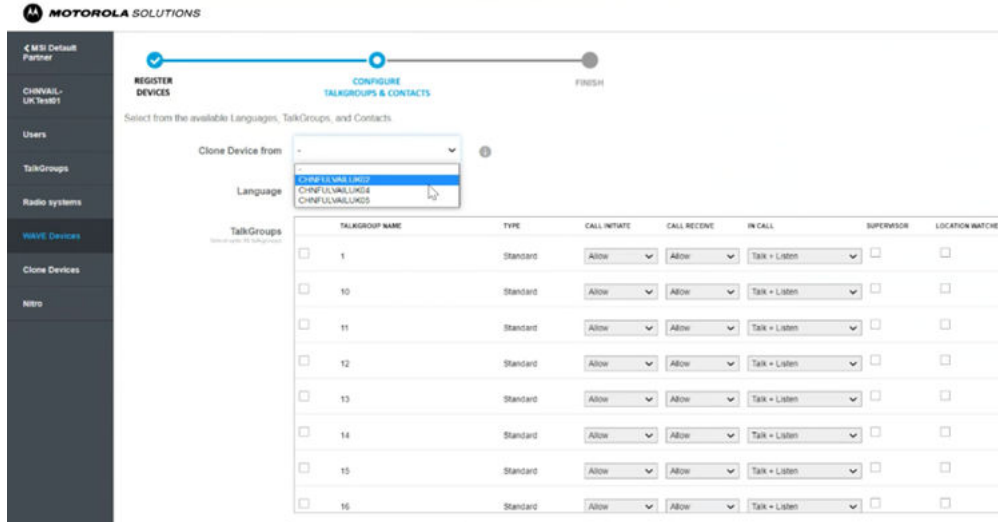 MOTOROLA SOLUTIONS
< MSI Default Partner
CHNVAIL-UKTest01
Users
TalkGroups
Radio systems
WAVE Devices
Clone Devices
Nitro
REGISTER DEVICES
CONFIGURE TALKGROUPS & CONTACTS
FINISH
Select from the available Languages, TalkGroups, and Contacts.
Clone Device from -
-
CHNFULVAILUK02
CHNFULVAILUK04
CHNFULVAILUK05
Language
TalkGroups
TALKGROUP NAME TYPE CALL INITIATE CALL RECEIVE IN CALL SUPERVISOR LOCATION WATCHE
1 Standard Allow Allow Talk + Listen
10 Standard Allow Allow Talk + Listen
11 Standard Allow Allow Talk + Listen
12 Standard Allow Allow Talk + Listen
13 Standard Allow Allow Talk + Listen
14 Standard Allow Allow Talk + Listen
15 Standard Allow Allow Talk + Listen
16 Standard Allow Allow Talk + Listen